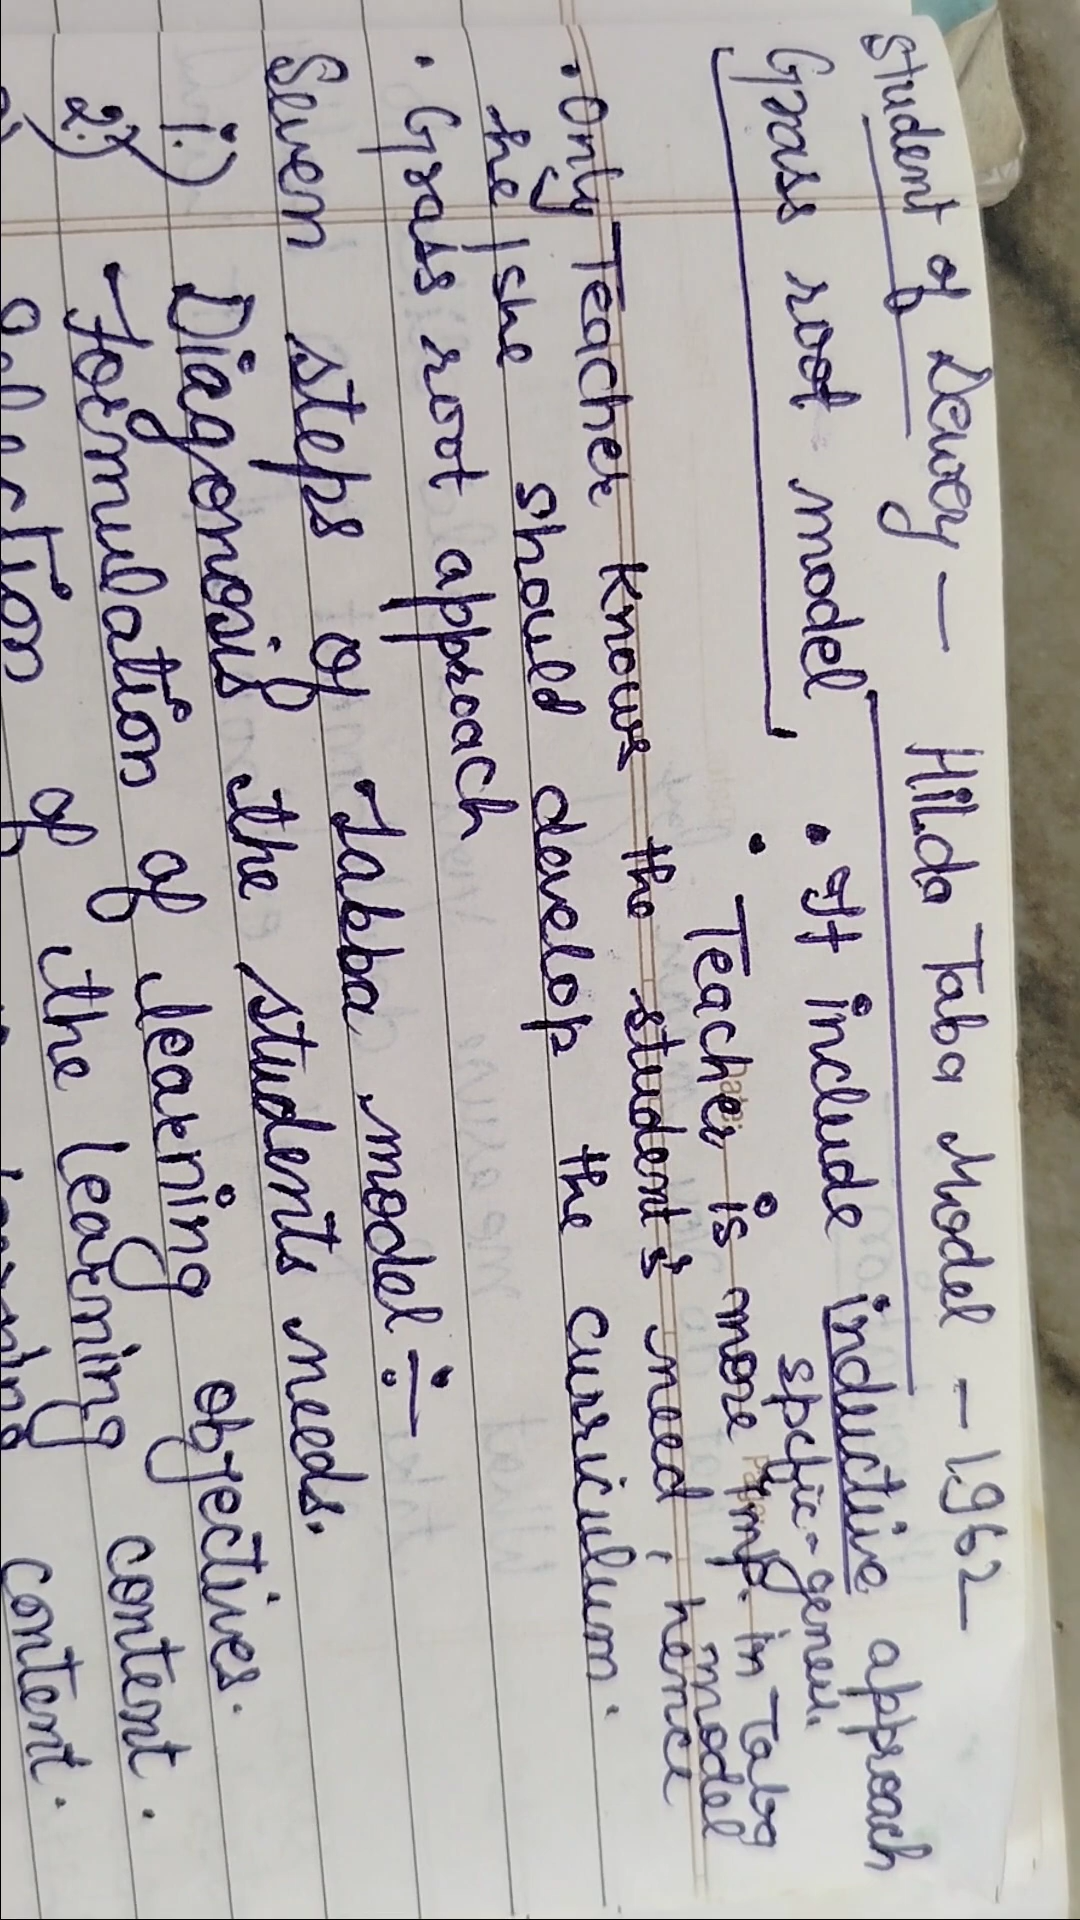 student of Dewey — Hilda Taba Model - 1962
Grass root model • It include inductive approach
specfic - generl.
• Teacher is more imp. in Taba model
• Only Teacher knows the student's need, hence
he/she should develop the curriculum.
• Grass root approach
Seven steps of Tabba model :-
1.) Diagonosis the students needs.
2.) Formulation of learning objectives.
selection of the learning content.
content.